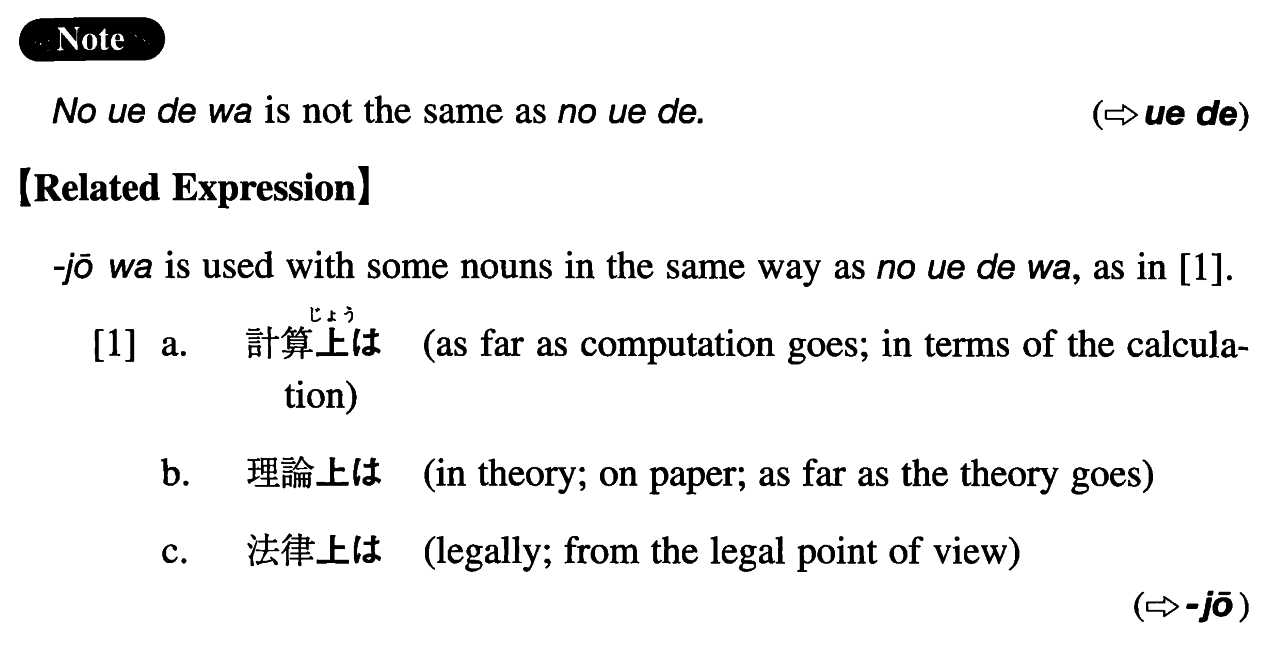 Note
No ue de wa is not the same as no ue de. (⇨ ue de)
【Related Expression】
-jō wa is used with some nouns in the same way as no ue de wa, as in [1].
じょう
[1] a. 計算上は (as far as computation goes; in terms of the calcula-
tion)
b. 理論上は (in theory; on paper; as far as the theory goes)
c. 法律上は (legally; from the legal point of view)
(⇨ -jō)